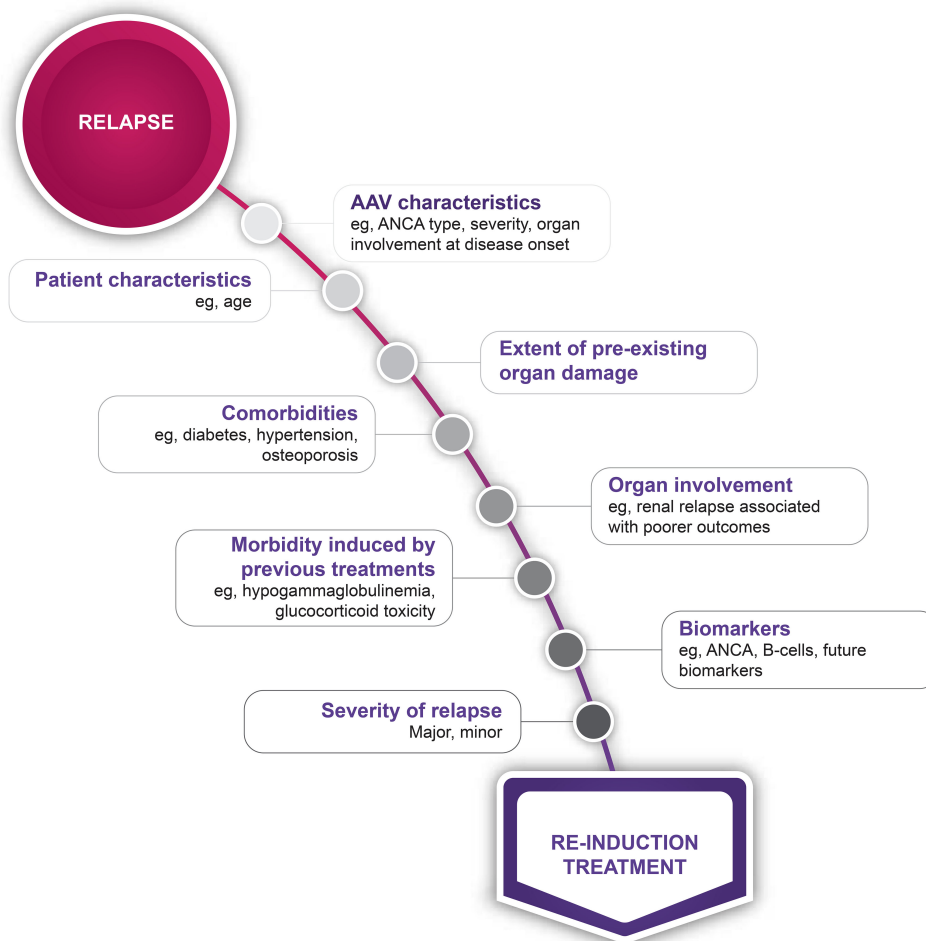 RELAPSE
AAV characteristics
eg, ANCA type, severity, organ
involvement at disease onset
Patient characteristics
eg, age
Extent of pre-existing
organ damage
Comorbidities
eg, diabetes, hypertension,
osteoporosis
Organ involvement
eg, renal relapse associated
with poorer outcomes
Morbidity induced by
previous treatments
eg, hypogammaglobulinemia,
glucocorticoid toxicity
Biomarkers
eg, ANCA, B-cells, future
biomarkers
Severity of relapse
Major, minor
RE-INDUCTION
TREATMENT